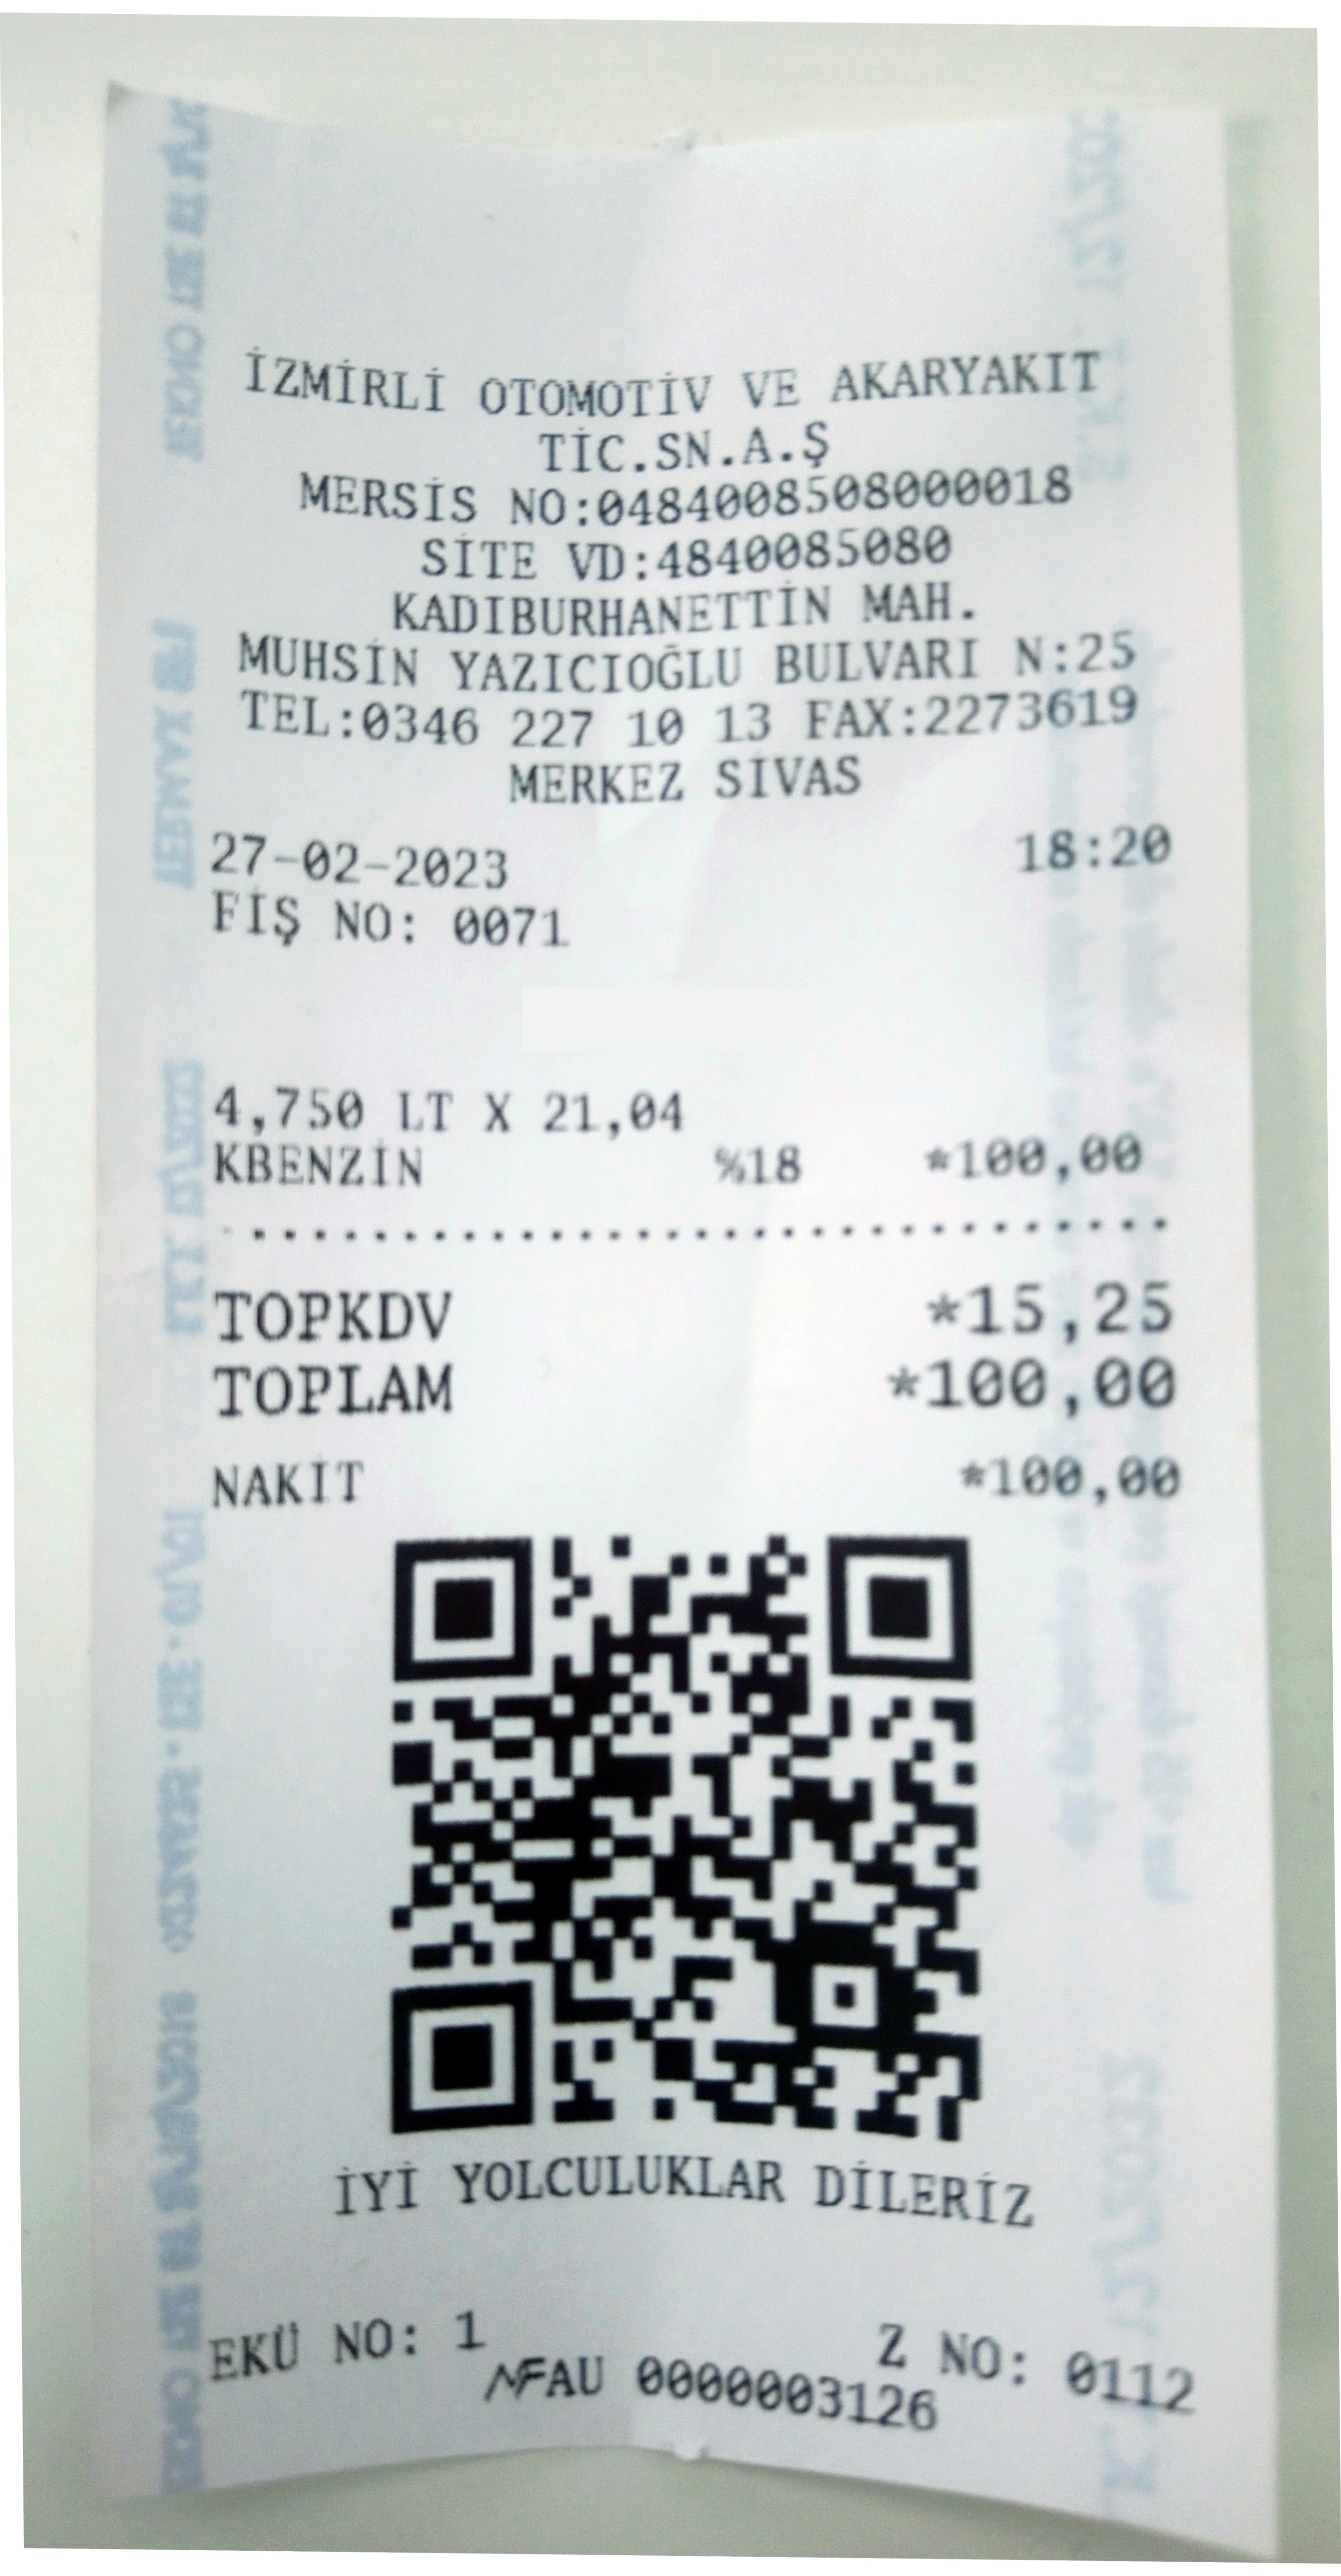 İZMİRLİ OTOMOTİV VE AKARYAKIT
TİC.SN.A.Ş
MERSİS NO:0484008508000018
SİTE VD:4840085080
KADIBURHANETTİN MAH.
MUHSİN YAZICIOĞLU BULVARI N:25
TEL:0346 227 10 13 FAX:2273619
MERKEZ SİVAS
27-02-2023 18:20
FİŞ NO: 0071
4,750 LT X 21,04
KBENZİN %18 *100,00
TOPKDV *15,25
TOPLAM *100,00
NAKİT *100,00
İYİ YOLCULUKLAR DİLERİZ
EKÜ NO: 1 Z NO: 0112
FAU 0000003126